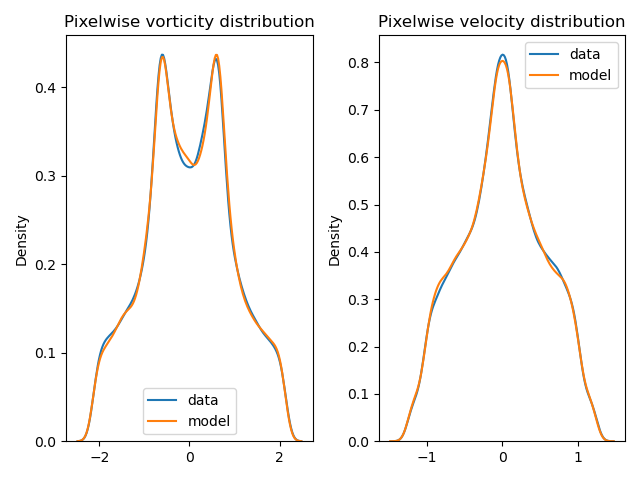 Pixelwise vorticity distribution
Density
0.4
0.3
0.2
0.1
0.0
−2
0
2
data
model
Pixelwise velocity distribution
Density
0.8
0.7
0.6
0.5
0.4
0.3
0.2
0.1
0.0
−1
0
1
data
model